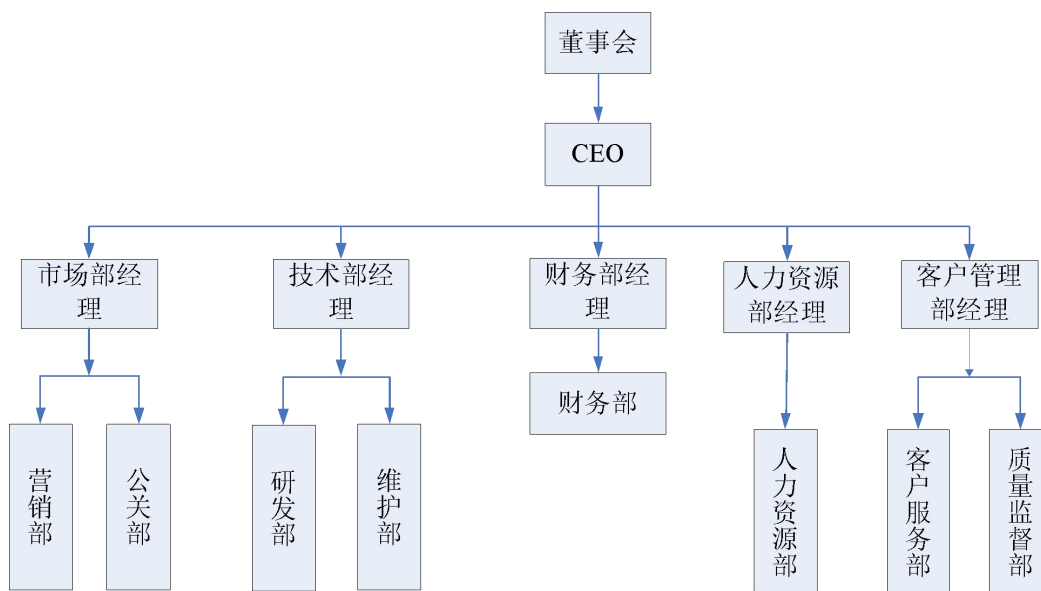 董事会
CEO
市场部经
理
技术部经
理
财务部经
理
人力资源
部经理
客户管理
部经理
财务部
营销部
公关部
研发部
维护部
人力资源部
客户服务部
质量监督部